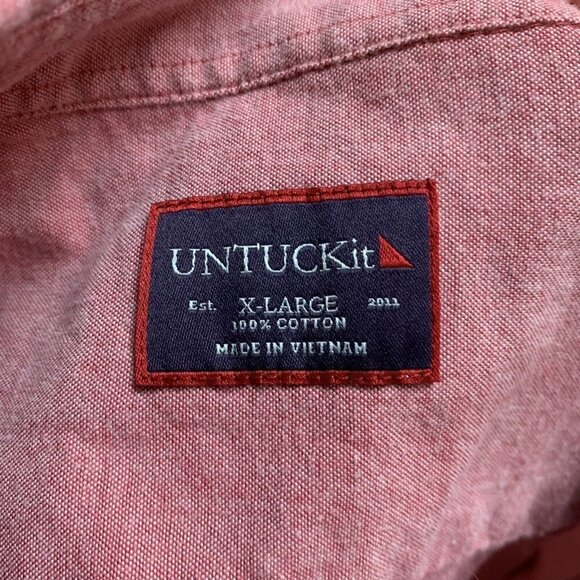 UNTUCKit
Est. X-LARGE 2011
100% COTTON
MADE IN VIETNAM